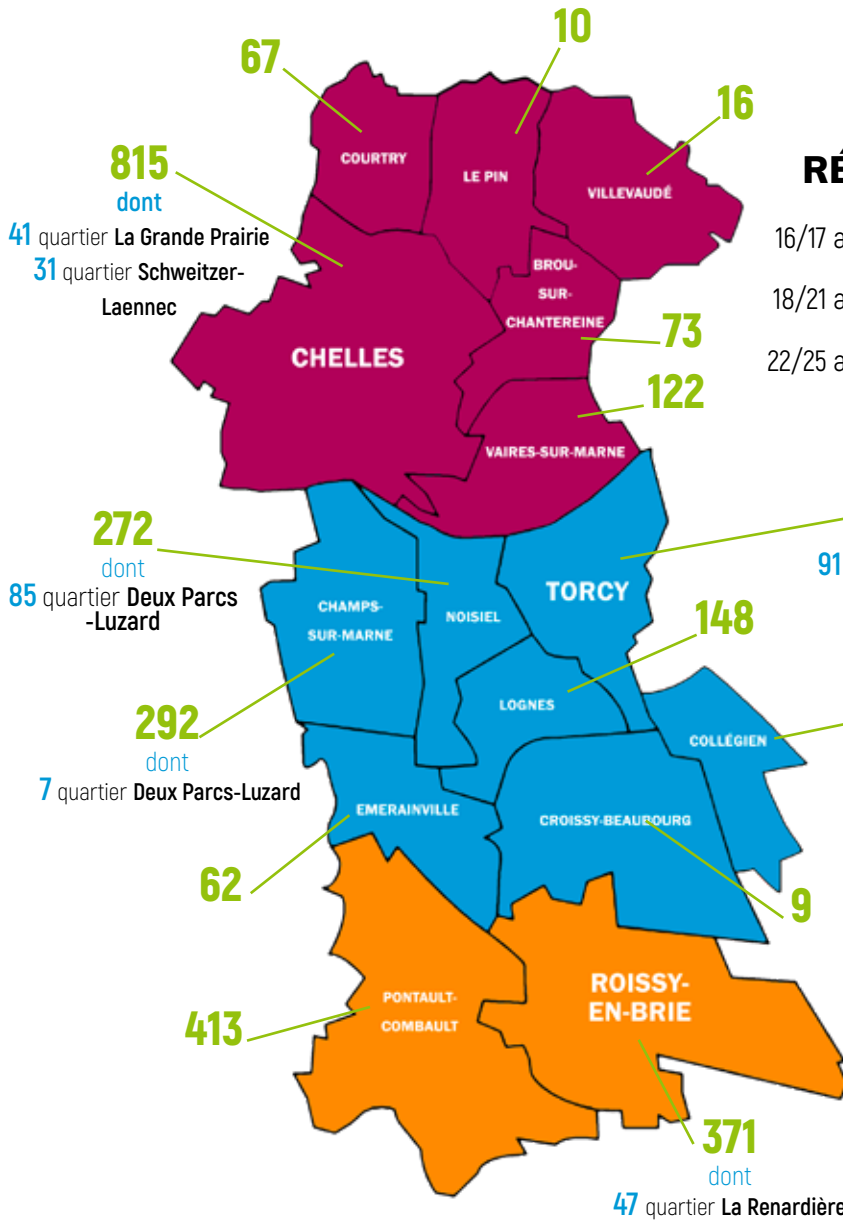 10
67
16
COURTRY
LE PIN
VILLEVAUDÉ
815
dont
41 quartier La Grande Prairie
31 quartier Schweitzer-
Laennec
RÉ
16/17 a
18/21 a
22/25 a
BROU-
SUR-
CHANTEREINE
73
CHELLES
122
VAIRES-SUR-MARNE
272
dont
85 quartier Deux Parcs
-Luzard
91
CHAMPS-
SUR-MARNE
NOISIEL
TORCY
148
LOGNES
COLLÉGIEN
292
dont
7 quartier Deux Parcs-Luzard
EMERAINVILLE
CROISSY-BEAUBOURG
62
9
PONTAULT-
COMBAULT
ROISSY-
EN-BRIE
413
371
dont
47 quartier La Renardière